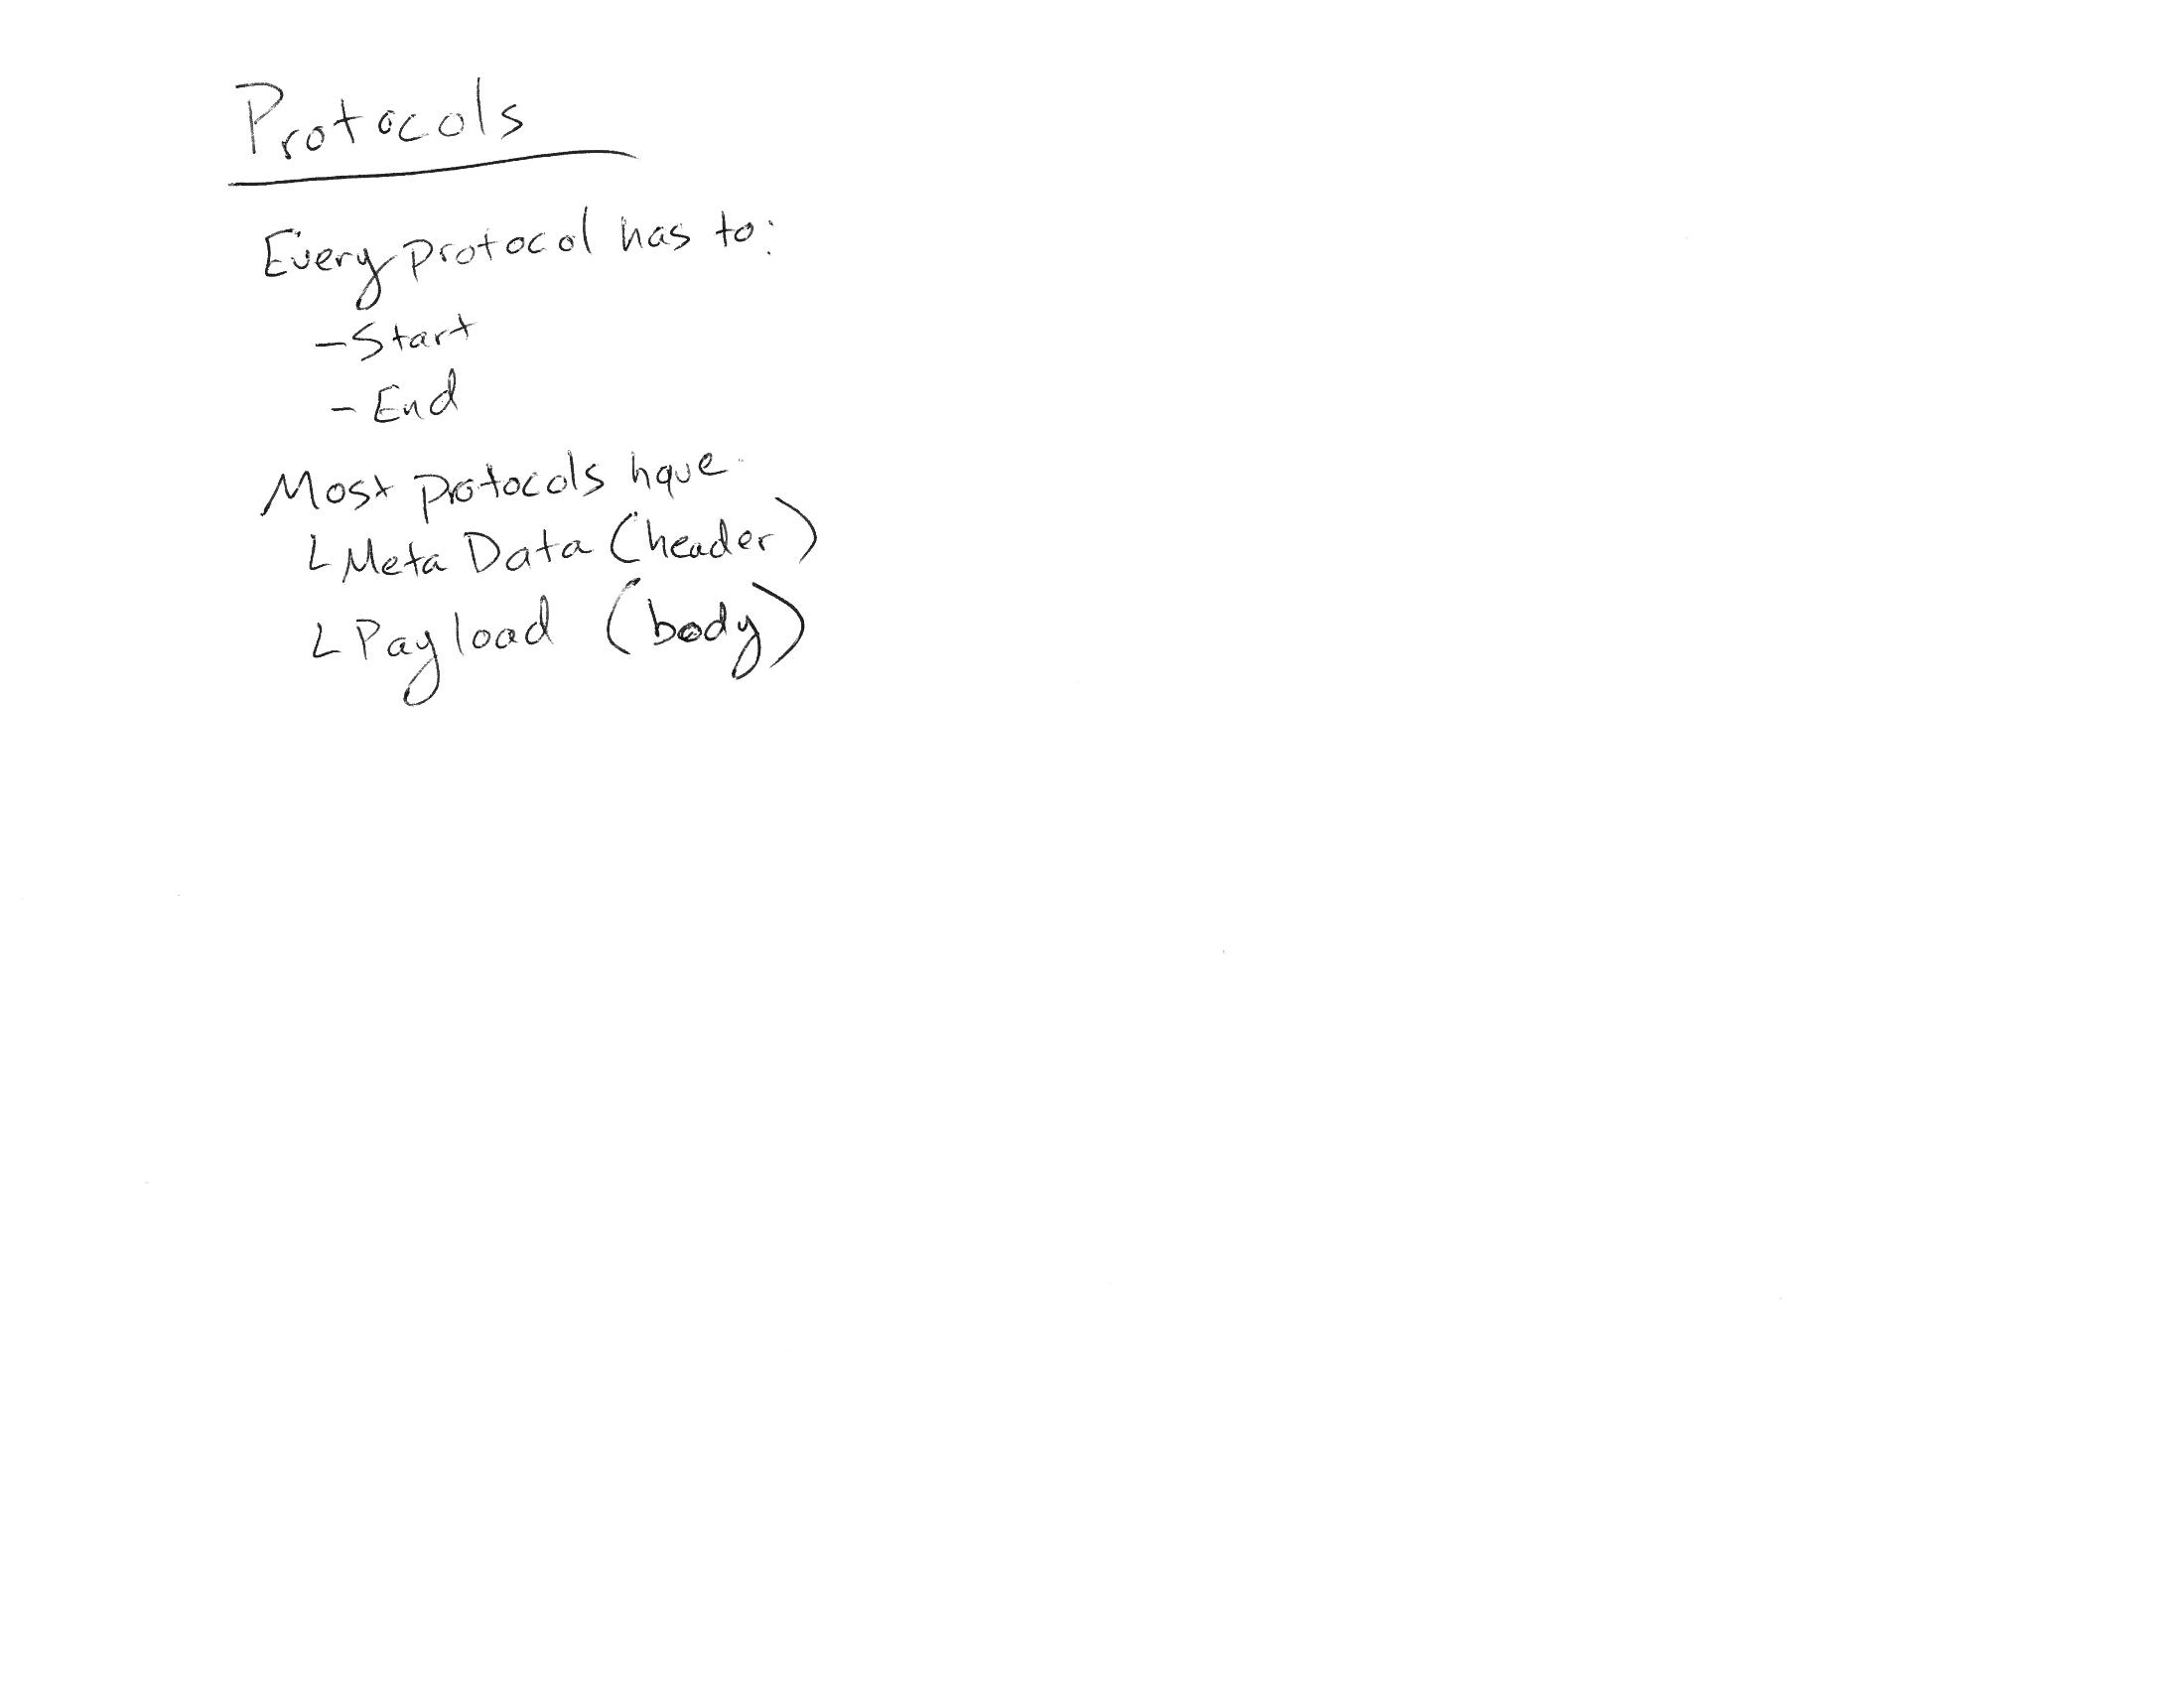 Protocols
Every protocol has to:
- Start
- End
Most protocols have
L Meta Data (header)
L Payload (body)